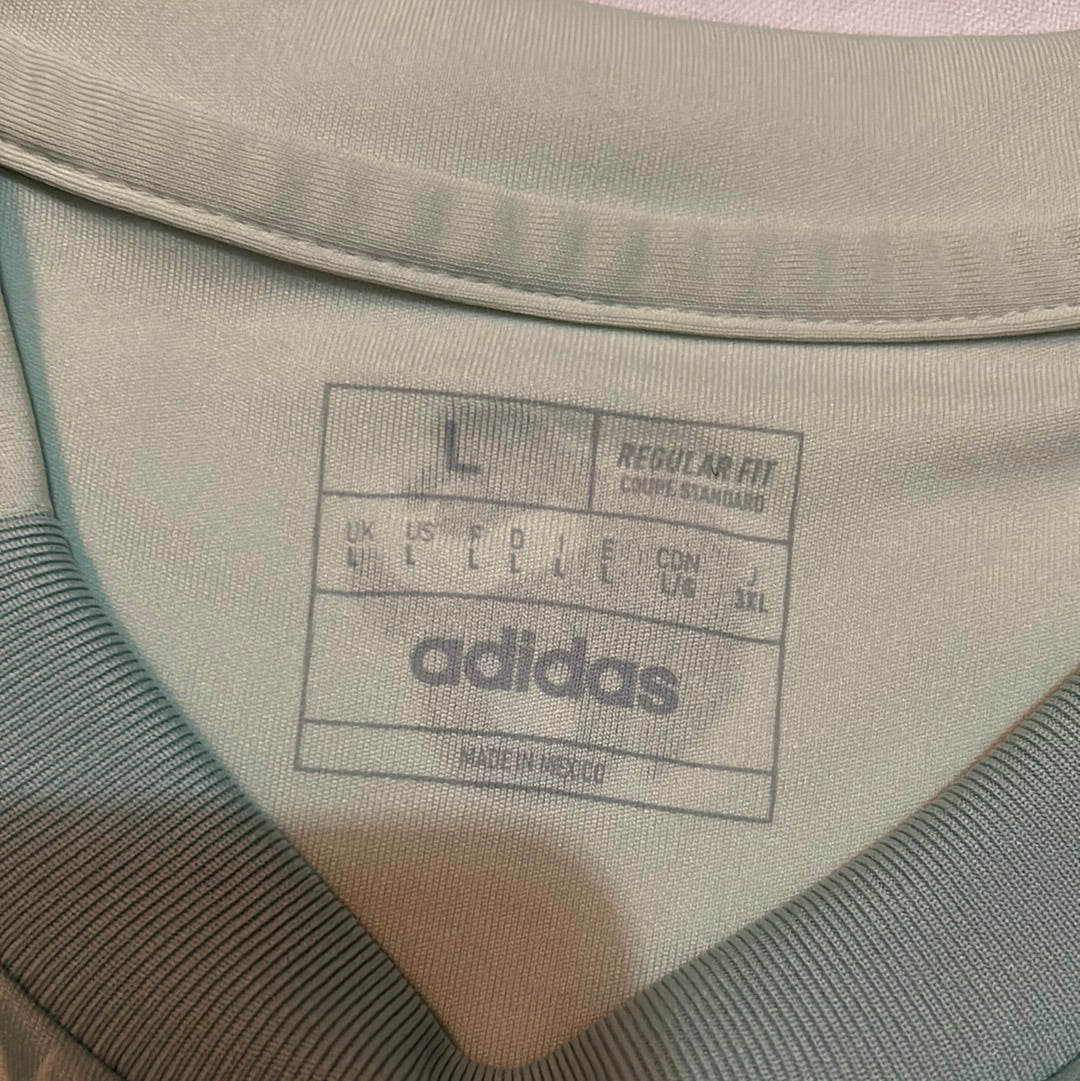 L
REGULAR FIT
COUPE STANDARD
UK US F D I E CDN J
L L L L L L L/G 3XL
adidas
MADE IN MEXICO